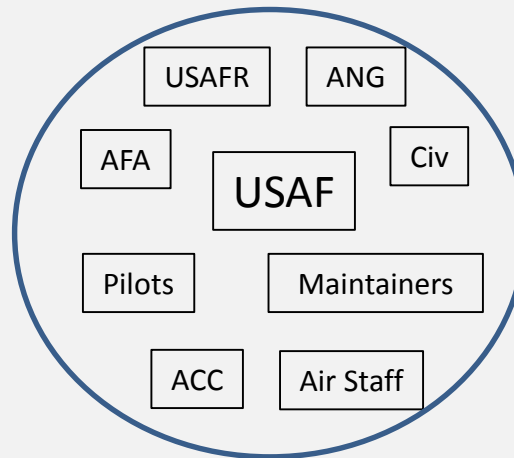 USAFR
ANG
AFA
Civ
USAF
Pilots
Maintainers
ACC
Air Staff